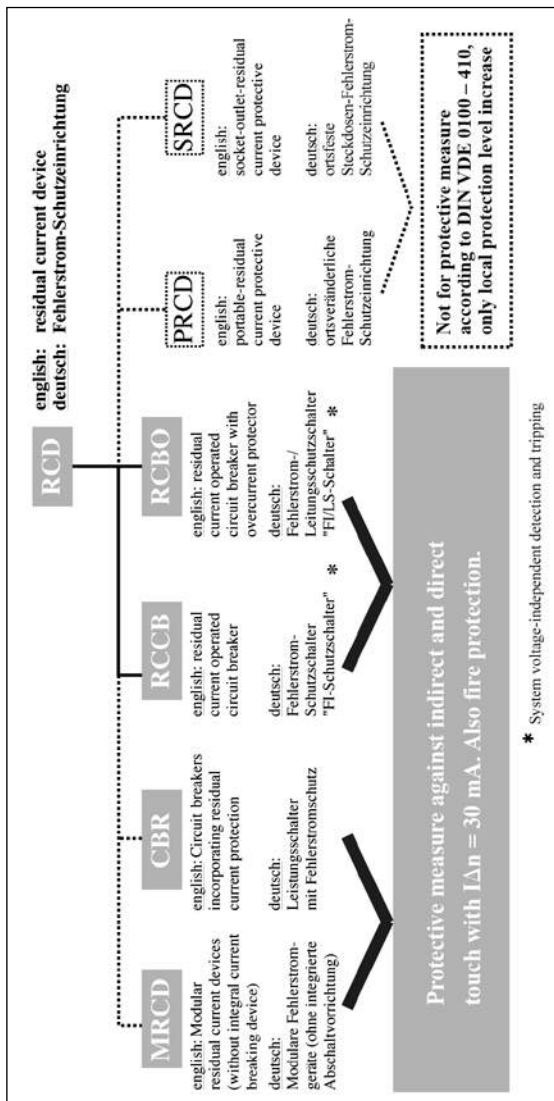 RCD
english: residual current device
deutsch: Fehlerstrom-Schutzeinrichtung
MRCD
english: Modular
residual current devices
(without integral current
breaking device)
deutsch:
Modulare Fehlerstrom-
geräte (ohne integrierte
Abschaltvorrichtung)
CBR
english: Circuit breakers
incorporating residual
current protection
deutsch:
Leistungsschalter
mit Fehlerstromschutz
RCCB
english: residual
current operated
circuit breaker
deutsch:
Fehlerstrom-
Schutzschalter
"FI-Schutzschalter" *
RCBO
english: residual
current operated
circuit breaker with
overcurrent protector
deutsch:
Fehlerstrom-/
Leitungsschutzschalter
"FI/LS-Schalter" *
PRCD
english:
portable-residual
current protective
device
deutsch:
ortsveränderliche
Fehlerstrom-
Schutzeinrichtung
SRCD
english:
socket-outlet-residual
current protective
device
deutsch:
ortsfeste
Steckdosen-Fehlerstrom-
Schutzeinrichtung
Protective measure against indirect and direct
touch with IΔn = 30 mA. Also fire protection.
Not for protective measure
according to DIN VDE 0100 – 410,
only local protection level increase
* System voltage-independent detection and tripping